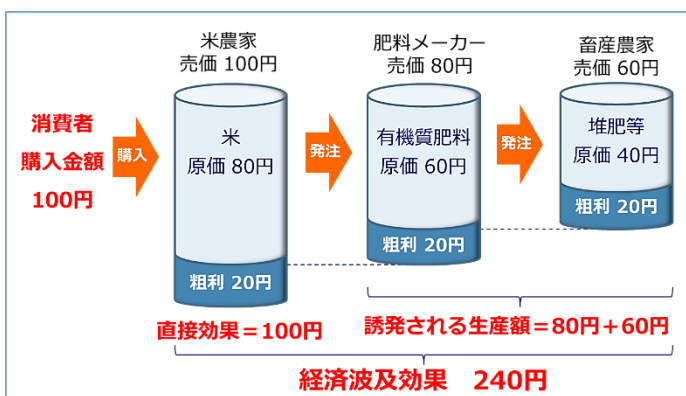 米農家
売価 100円
肥料メーカー
売価 80円
畜産農家
売価 60円
消費者
購入金額
100円
購入
米
原価 80円
粗利 20円
発注
有機質肥料
原価 60円
粗利 20円
発注
堆肥等
原価 40円
粗利 20円
直接効果＝100円
誘発される生産額＝80円＋60円
経済波及効果　240円